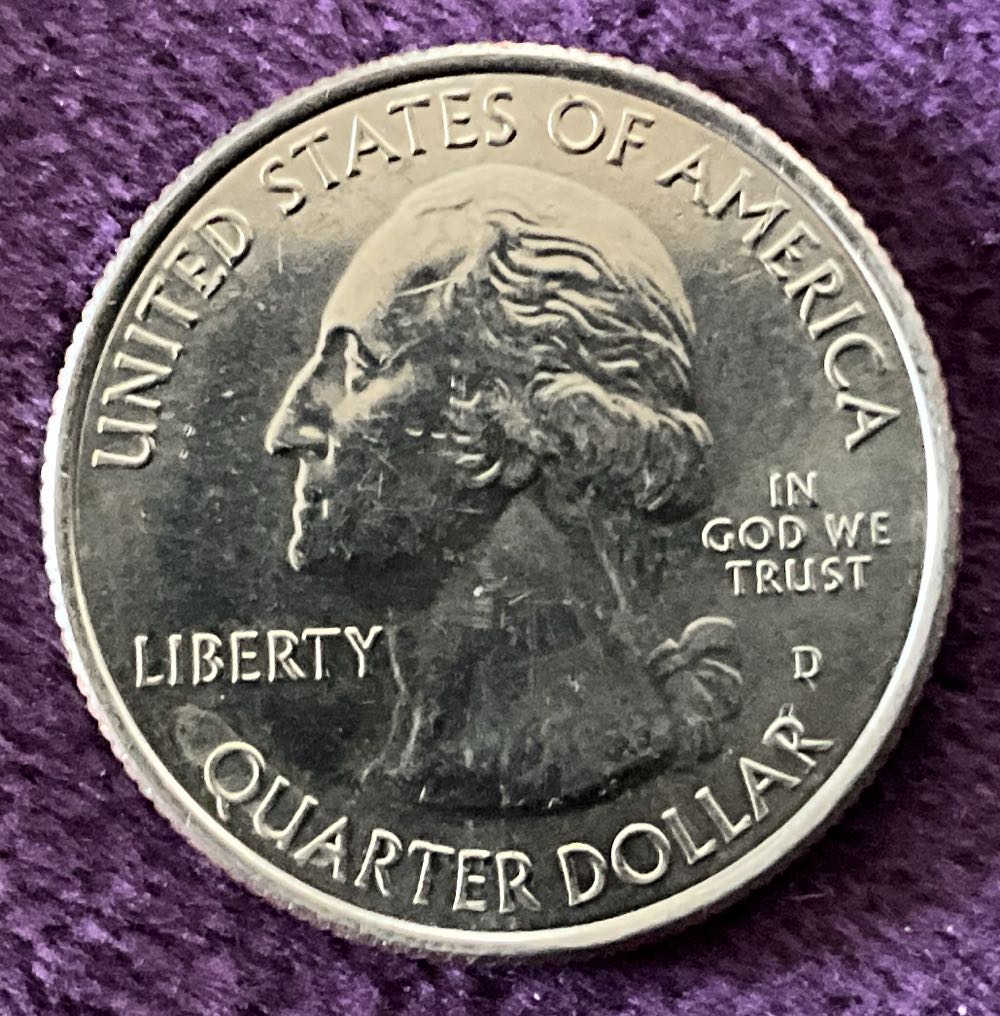 UNITED STATES OF AMERICA
IN
GOD WE
TRUST
LIBERTY
D
QUARTER DOLLAR